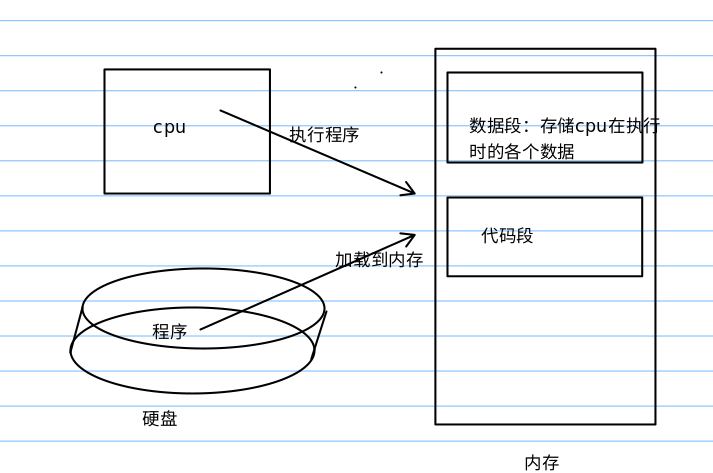 cpu
执行程序
数据段：存储cpu在执行
时的各个数据
代码段
加载到内存
程序
硬盘
内存